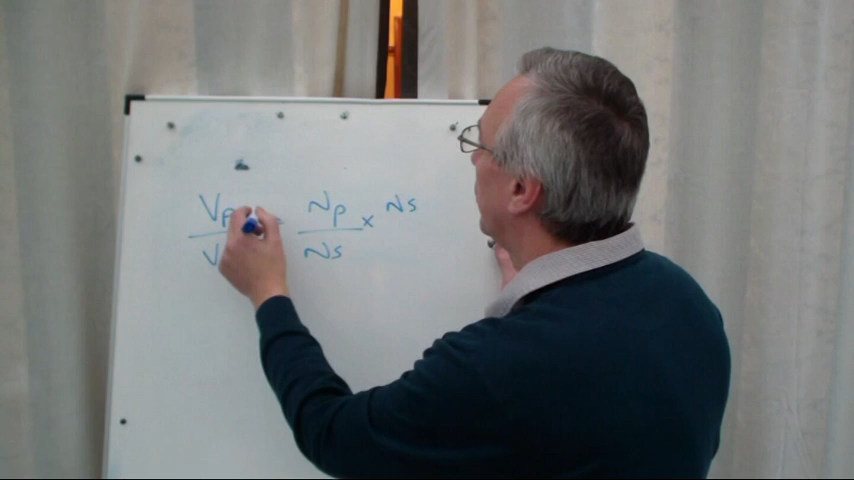 Vp = Np × Ns
V Ns